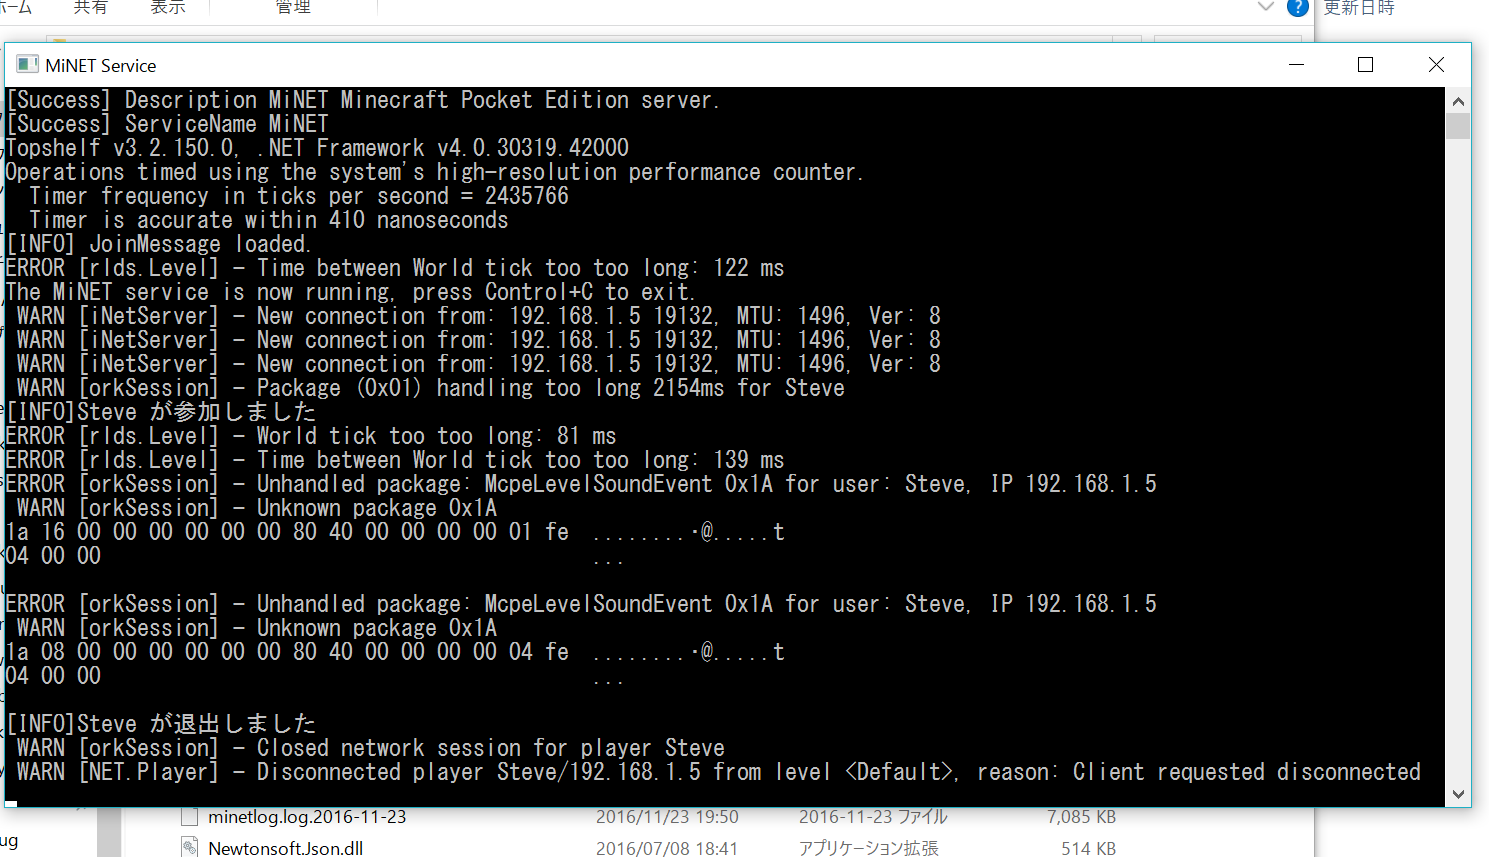 ホーム 共有 表示 管理 更新日時
MiNET Service
[Success] Description MiNET Minecraft Pocket Edition server.
[Success] ServiceName MiNET
Topshelf v3.2.150.0, .NET Framework v4.0.30319.42000
Operations timed using the system's high-resolution performance counter.
  Timer frequency in ticks per second = 2435766
  Timer is accurate within 410 nanoseconds
[INFO] JoinMessage loaded.
ERROR [rlds.Level] - Time between World tick too too long: 122 ms
The MiNET service is now running, press Control+C to exit.
 WARN [iNetServer] - New connection from: 192.168.1.5 19132, MTU: 1496, Ver: 8
 WARN [iNetServer] - New connection from: 192.168.1.5 19132, MTU: 1496, Ver: 8
 WARN [iNetServer] - New connection from: 192.168.1.5 19132, MTU: 1496, Ver: 8
 WARN [orkSession] - Package (0x01) handling too long 2154ms for Steve
[INFO]Steve が参加しました
ERROR [rlds.Level] - World tick too too long: 81 ms
ERROR [rlds.Level] - Time between World tick too too long: 139 ms
ERROR [orkSession] - Unhandled package: McpeLevelSoundEvent 0x1A for user: Steve, IP 192.168.1.5
 WARN [orkSession] - Unknown package 0x1A
1a 16 00 00 00 00 00 00 80 40 00 00 00 00 00 01 fe  ........·@.....t
04 00 00                                         ...
ERROR [orkSession] - Unhandled package: McpeLevelSoundEvent 0x1A for user: Steve, IP 192.168.1.5
 WARN [orkSession] - Unknown package 0x1A
1a 08 00 00 00 00 00 00 80 40 00 00 00 00 00 04 fe  ........·@.....t
04 00 00                                         ...
[INFO]Steve が退出しました
 WARN [orkSession] - Closed network session for player Steve
 WARN [NET.Player] - Disconnected player Steve/192.168.1.5 from level <Default>, reason: Client requested disconnected
minetlog.log.2016-11-23 2016/11/23 19:50 2016-11-23 ファイル 7,085 KB
ug Newtonsoft.Json.dll 2016/07/08 18:41 アプリケーション拡張 514 KB